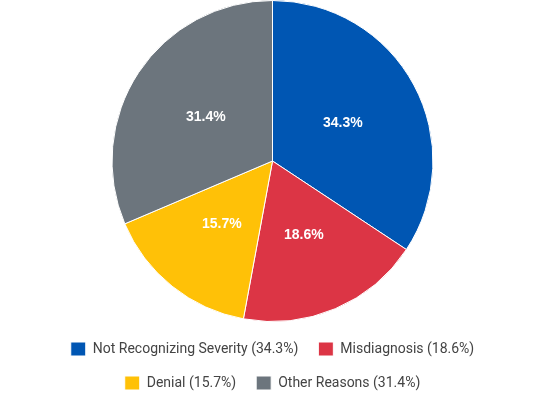 31.4%
34.3%
15.7%
18.6%
Not Recognizing Severity (34.3%) Misdiagnosis (18.6%)
Denial (15.7%) Other Reasons (31.4%)